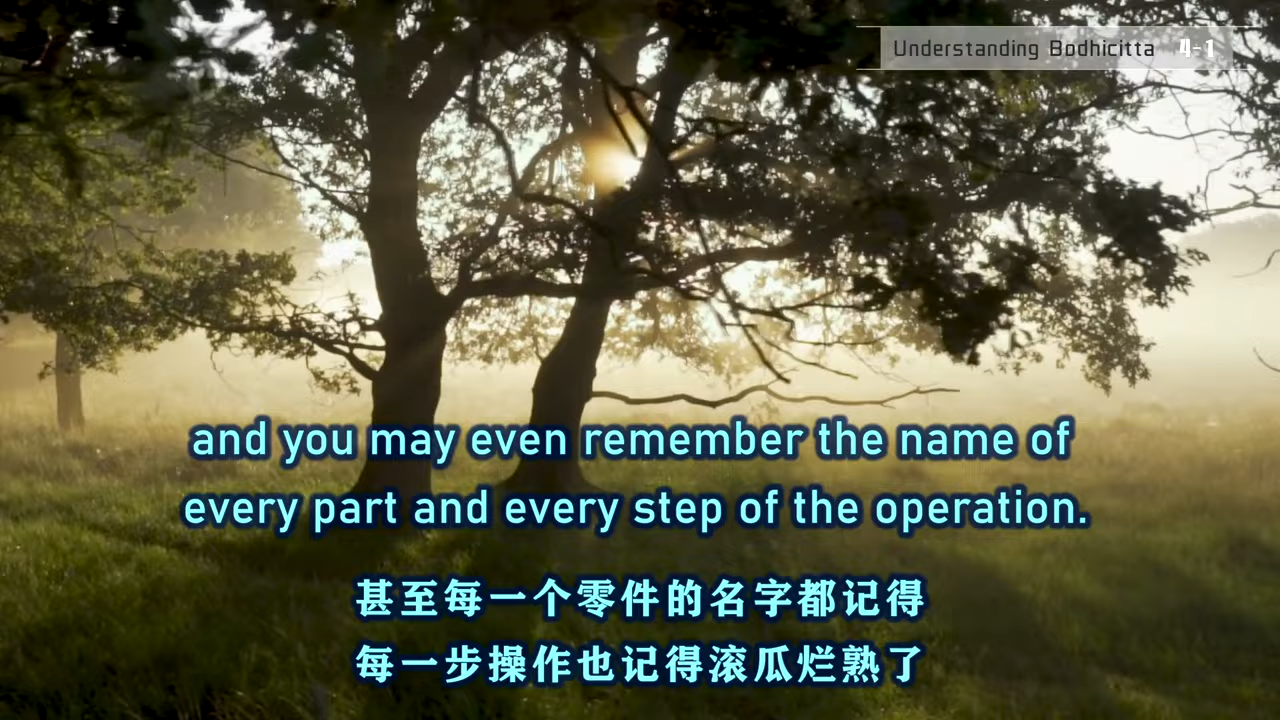 Understanding Bodhicitta 4-1
and you may even remember the name of
every part and every step of the operation.
甚至每一个零件的名字都记得
每一步操作也记得滚瓜烂熟了